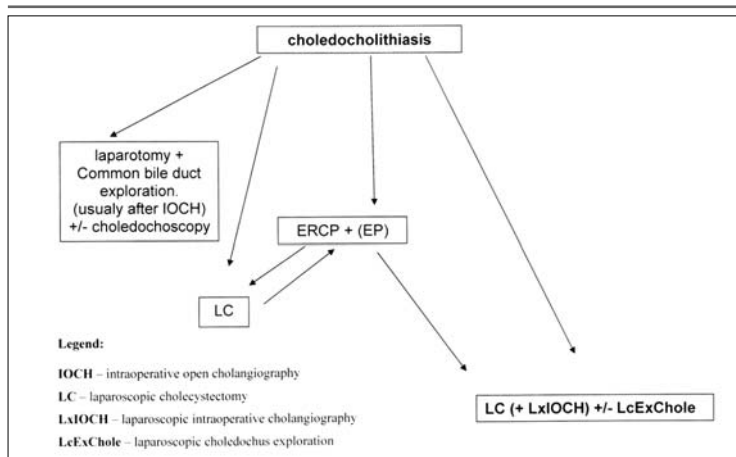 choledocholithiasis
laparotomy +
Common bile duct
exploration.
(usualy after IOCH)
+/- choledochoscopy
ERCP + (EP)
LC
Legend:
IOCH – intraoperative open cholangiography
LC – laparoscopic cholecystectomy
LxIOCH – laparoscopic intraoperative cholangiography
LcExChole – laparoscopic choledochus exploration
LC (+ LxIOCH) +/- LcExChole